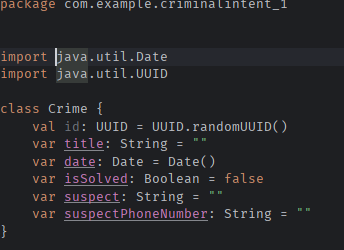 package com.example.criminalintent_1
import java.util.Date
import java.util.UUID
class Crime {
    val id: UUID = UUID.randomUUID()
    var title: String = ""
    var date: Date = Date()
    var isSolved: Boolean = false
    var suspect: String = ""
    var suspectPhoneNumber: String = ""
}